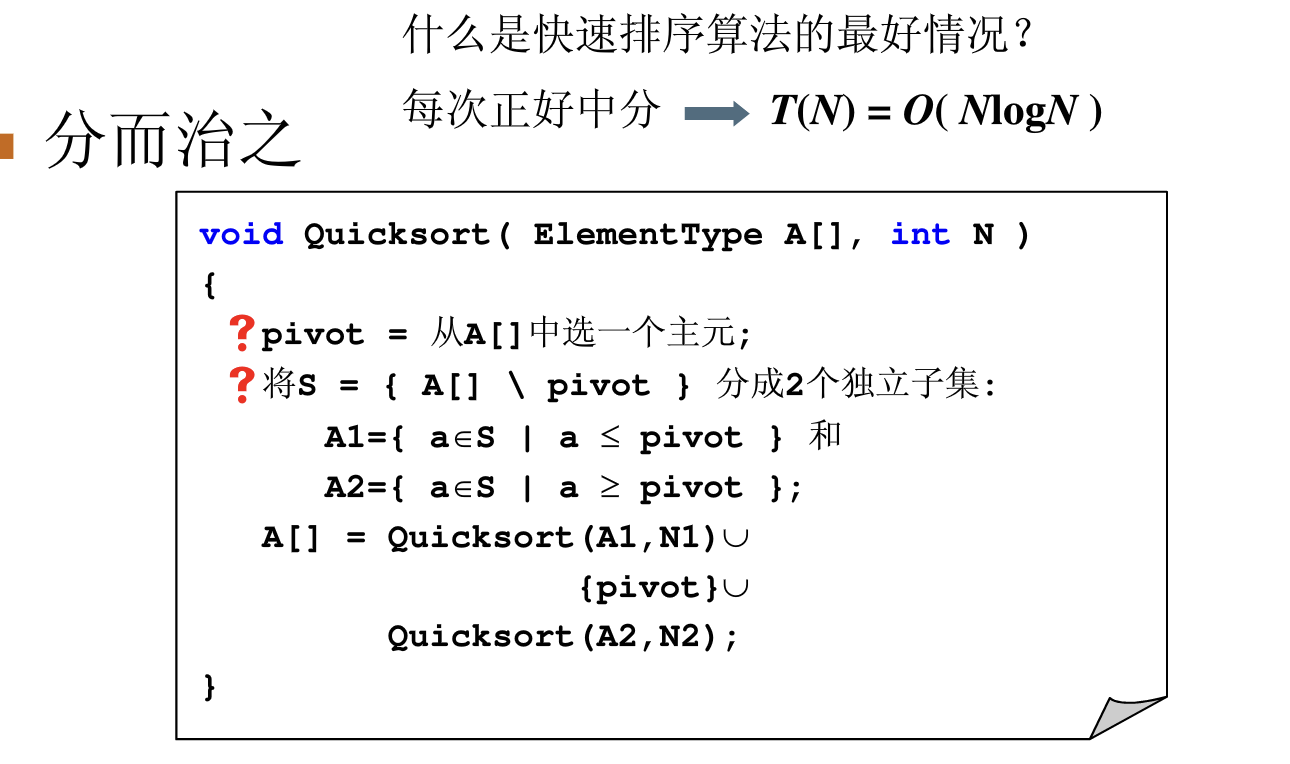 什么是快速排序算法的最好情况？
每次正好中分 T(N) = O( NlogN )
分而治之
void Quicksort( ElementType A[], int N )
{
❓pivot = 从A[]中选一个主元;
❓将S = { A[] \ pivot } 分成2个独立子集:
A1={ a∈S | a ≤ pivot } 和
A2={ a∈S | a ≥ pivot };
A[] = Quicksort(A1,N1)∪
{pivot}∪
Quicksort(A2,N2);
}